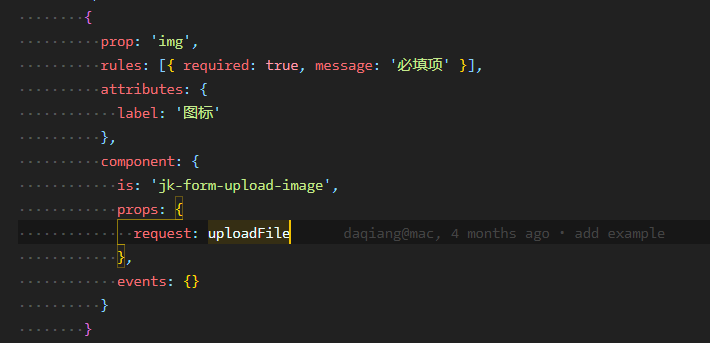 {
prop: 'img',
rules: [{ required: true, message: '必填项' }],
attributes: {
label: '图标'
},
component: {
is: 'jk-form-upload-image',
props: {
request: uploadFile daqiang@mac, 4 months ago • add example
},
events: {}
}
}